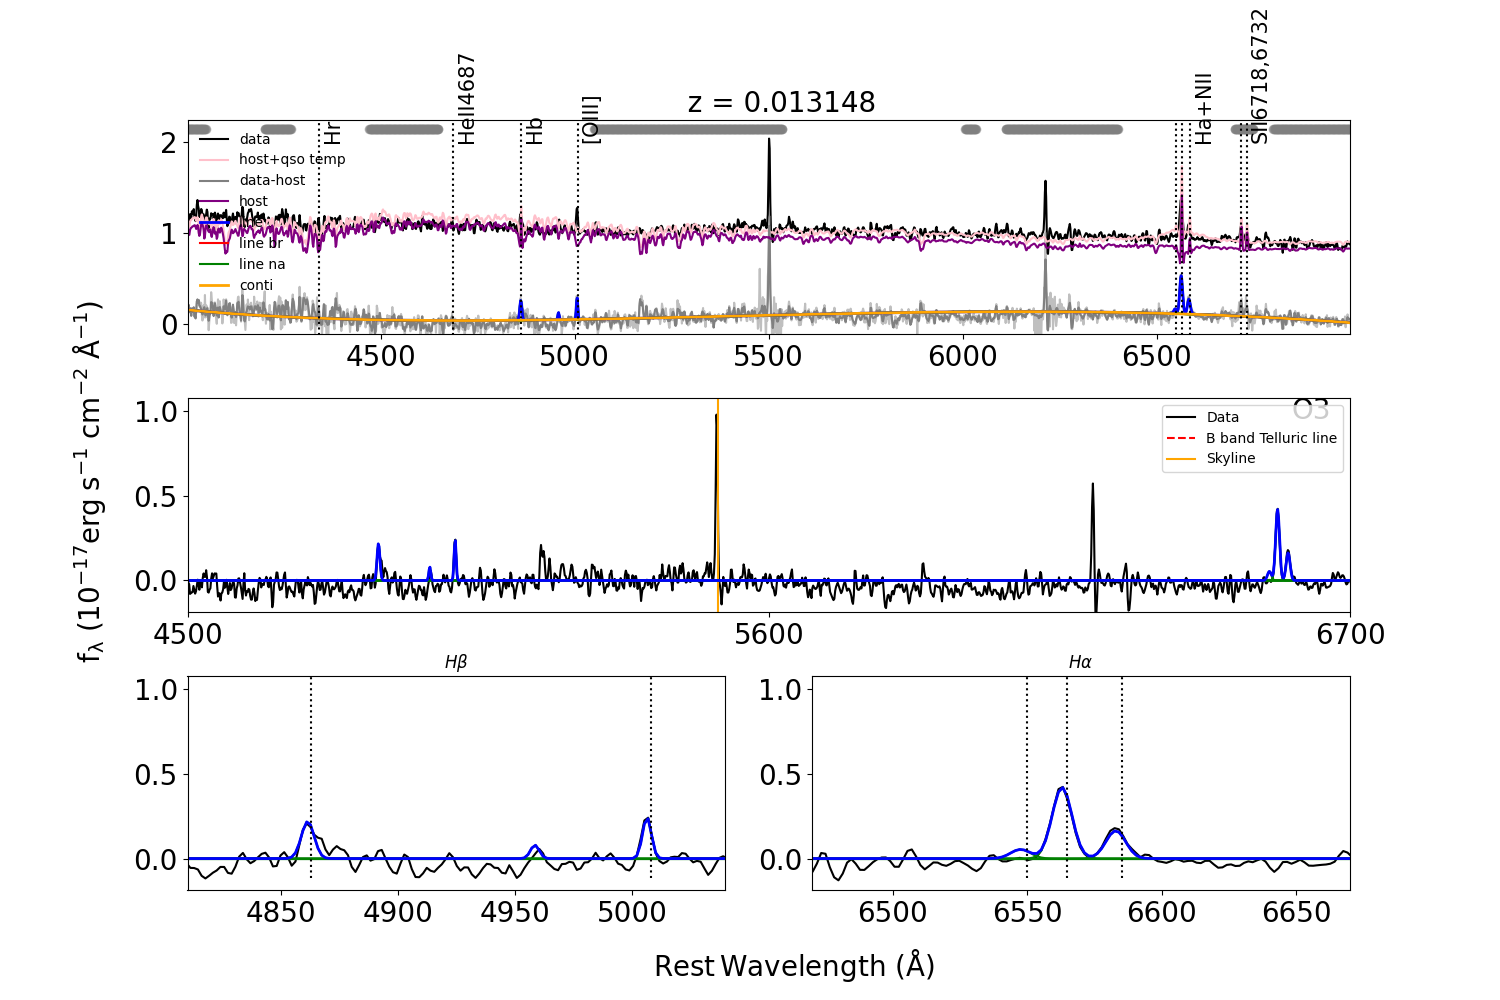 z = 0.013148
Hr
HeII4687
Hb
[OIII]
Ha+NII
SII6718,6732
data
host+qso temp
data-host
host
line
line br
line na
conti
2
1
0
4500
5000
5500
6000
6500
fλ (10⁻¹⁷erg s⁻¹ cm⁻² Å⁻¹)
O3
Data
B band Telluric line
Skyline
1.0
0.5
0.0
4500
5600
6700
Hβ
1.0
0.5
0.0
4850
4900
4950
5000
Hα
1.0
0.5
0.0
6500
6550
6600
6650
Rest Wavelength (Å)